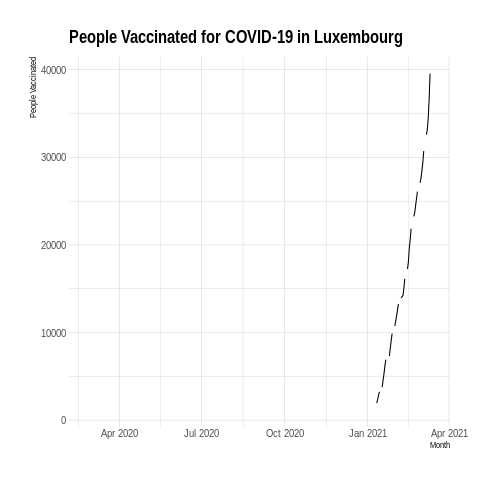 People Vaccinated for COVID-19 in Luxembourg
People Vaccinated
40000
30000
20000
10000
0
Apr 2020 Jul 2020 Oct 2020 Jan 2021 Apr 2021
Month